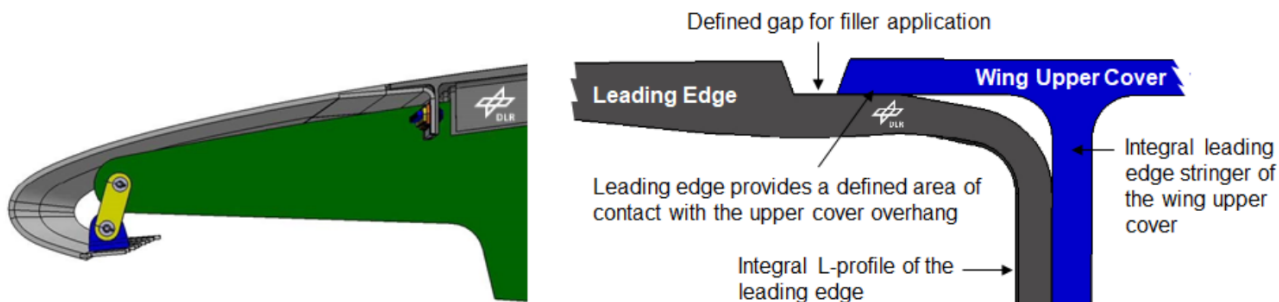 DLR
Defined gap for filler application
Leading Edge
Wing Upper Cover
DLR
Leading edge provides a defined area of
contact with the upper cover overhang
Integral leading
edge stringer of
the wing upper
cover
Integral L-profile of the
leading edge